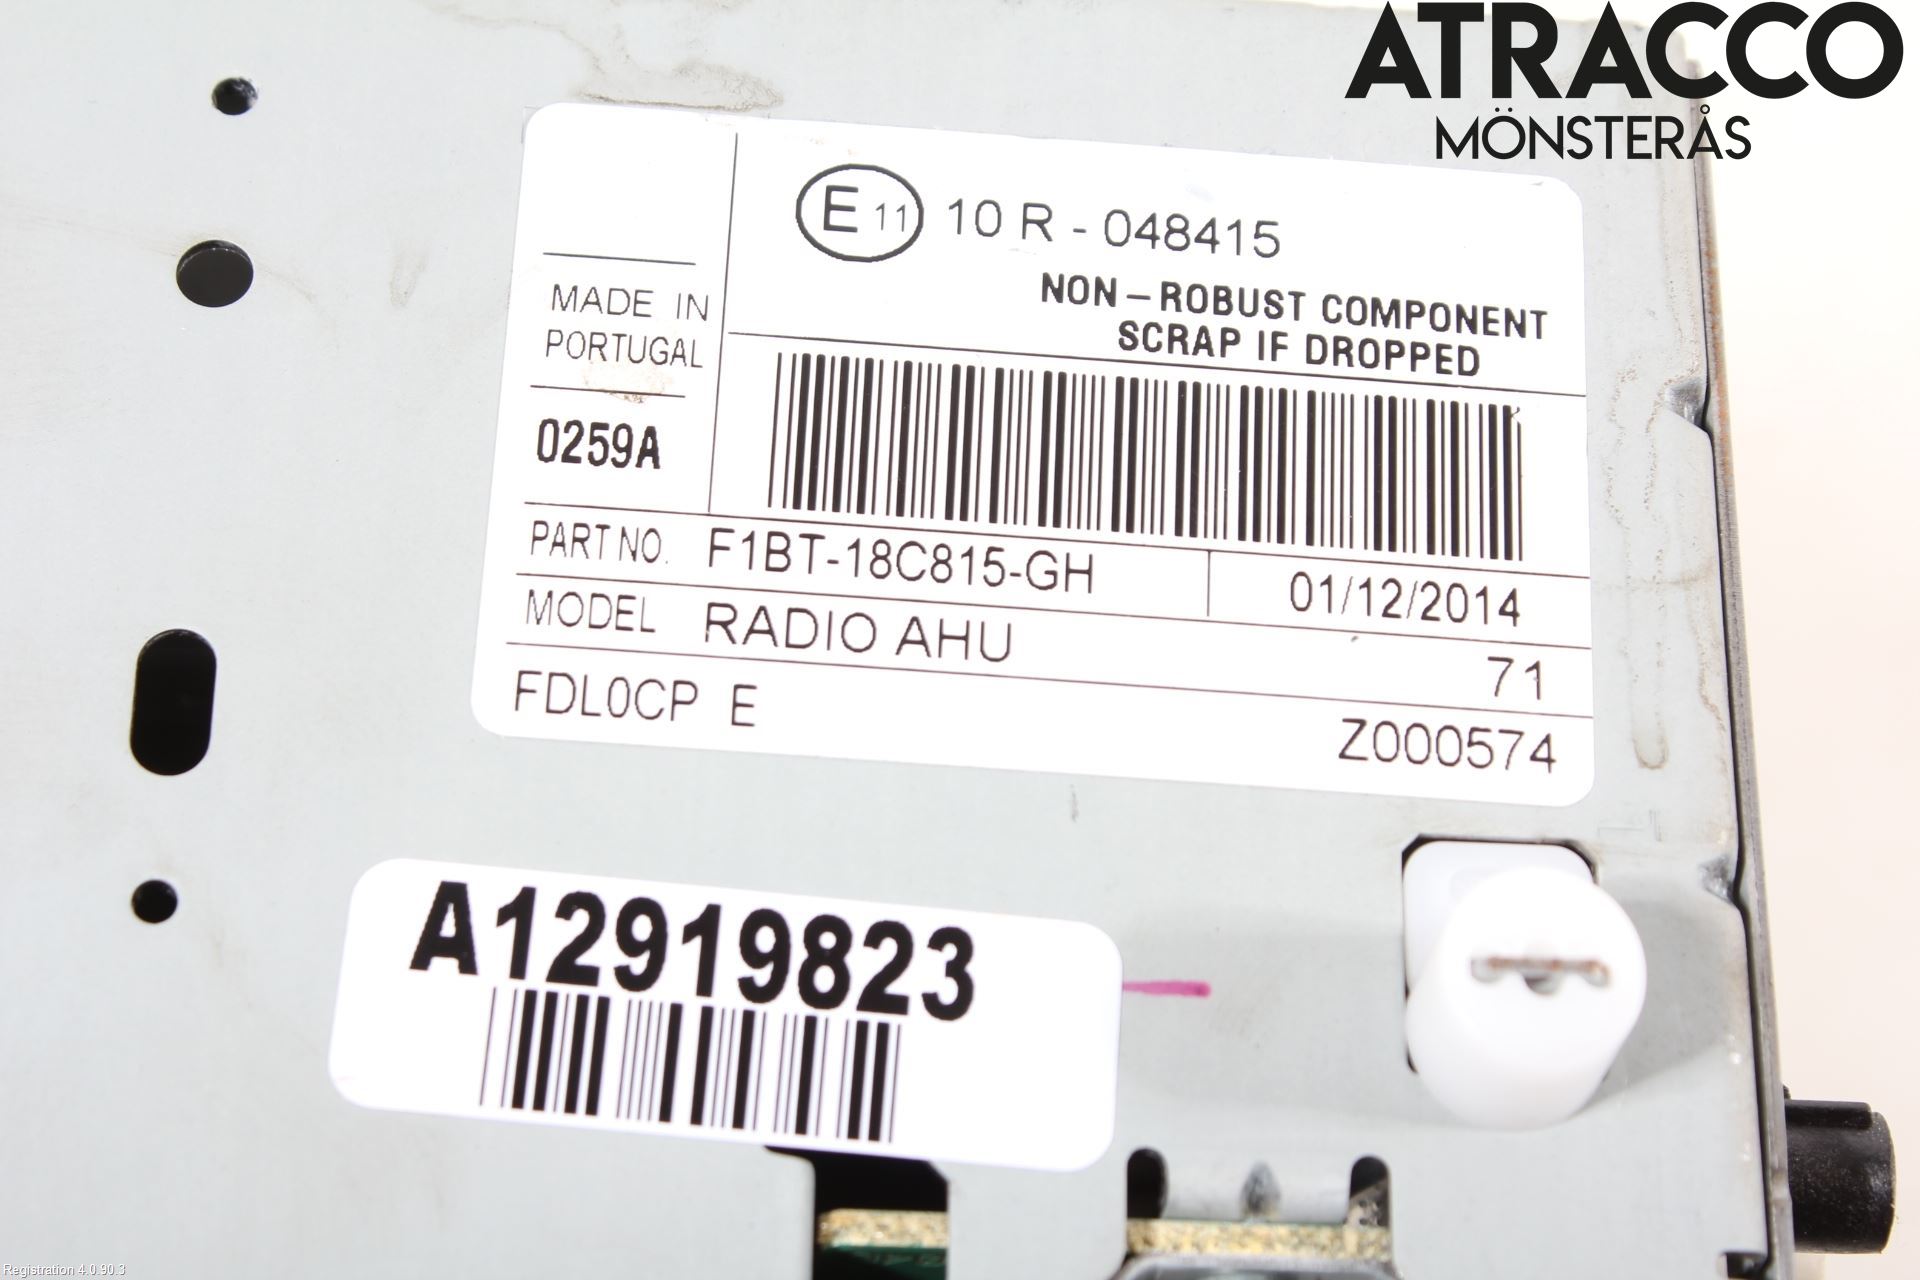 ATRACCO
MÖNSTERÅS
E 11 10 R - 048415
NON - ROBUST COMPONENT
SCRAP IF DROPPED
MADE IN
PORTUGAL
0259A
PART NO. F1BT-18C815-GH 01/12/2014
MODEL RADIO AHU 71
FDL0CP E Z000574
A12919823
Registration 4.0.90.3